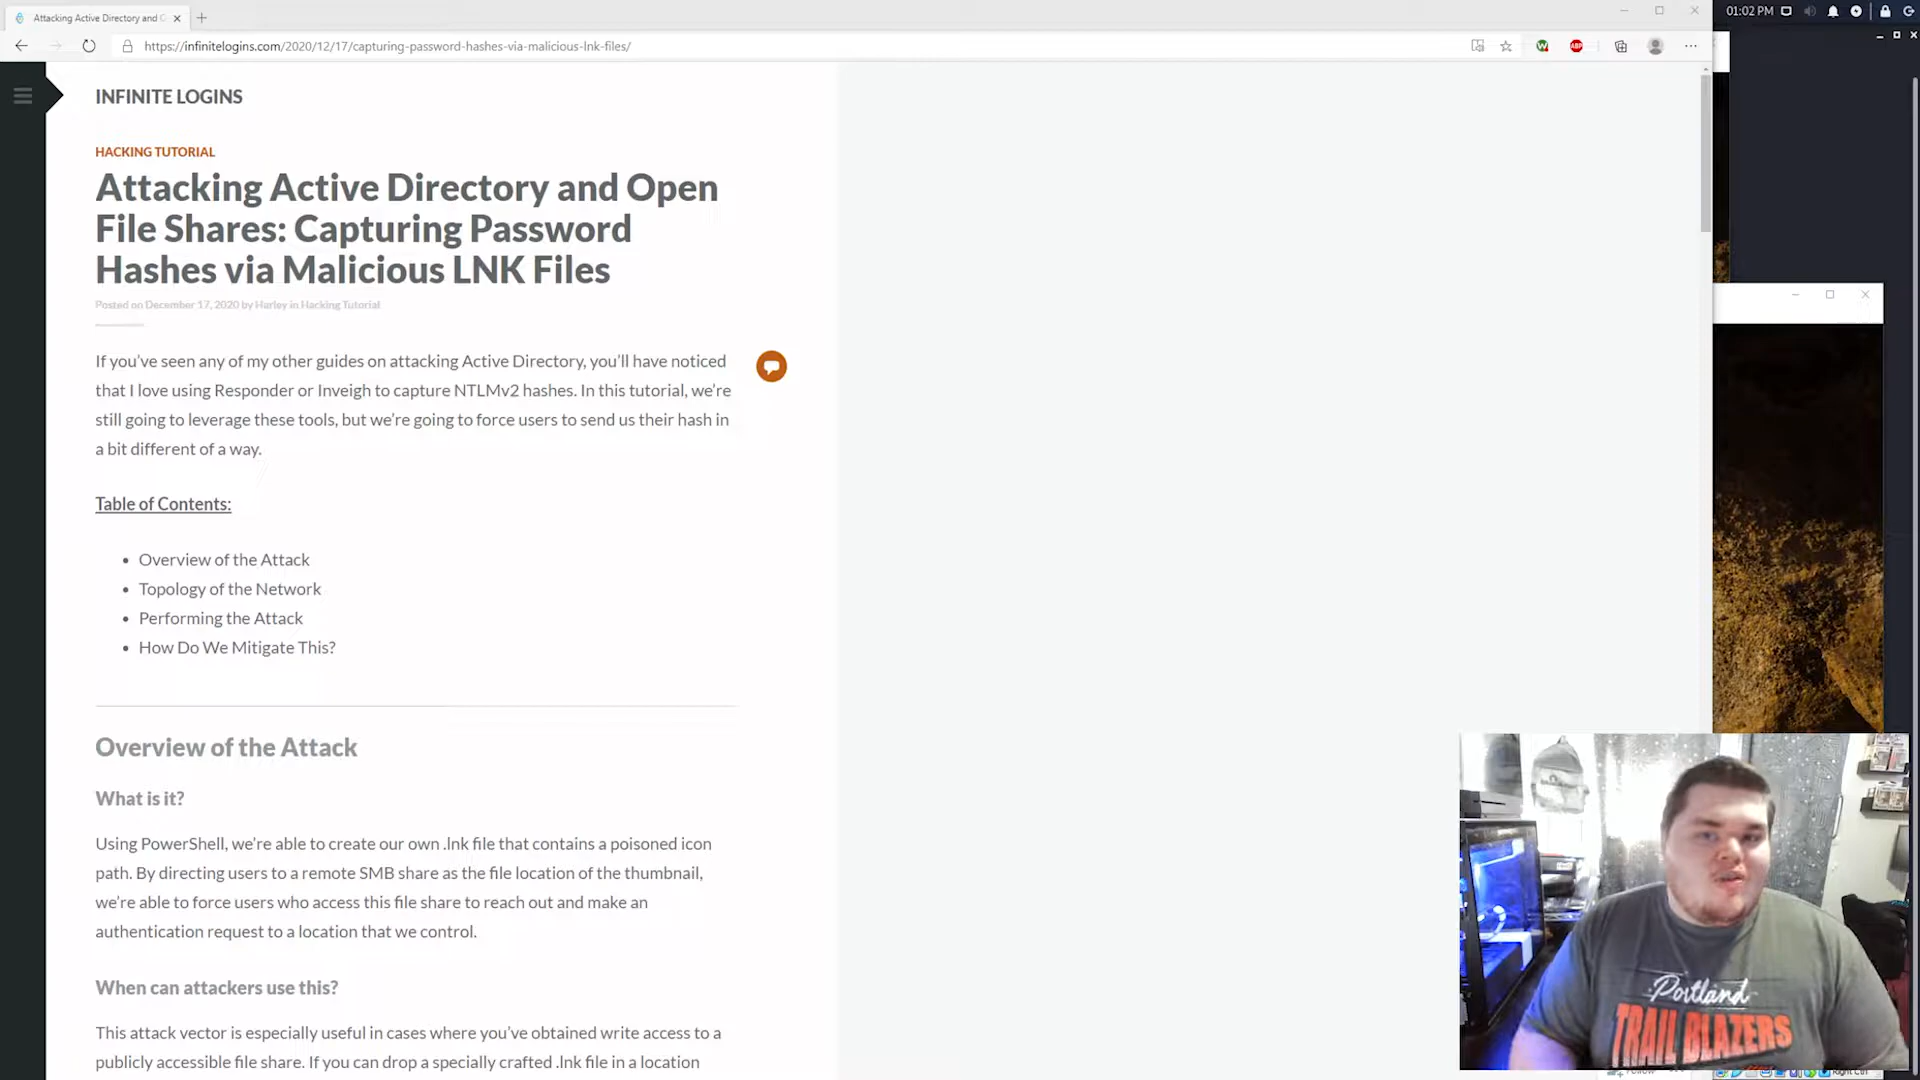 Attacking Active Directory and
01:02 PM
https://infinitelogins.com/2020/12/17/capturing-password-hashes-via-malicious-lnk-files/
ABP
INFINITE LOGINS
HACKING TUTORIAL
Attacking Active Directory and Open
File Shares: Capturing Password
Hashes via Malicious LNK Files
Posted on December 17, 2020 by Harley in Hacking Tutorial
If you've seen any of my other guides on attacking Active Directory, you'll have noticed
that I love using Responder or Inveigh to capture NTLMv2 hashes. In this tutorial, we're
still going to leverage these tools, but we're going to force users to send us their hash in
a bit different of a way.
Table of Contents:
• Overview of the Attack
• Topology of the Network
• Performing the Attack
• How Do We Mitigate This?
Overview of the Attack
What is it?
Using PowerShell, we're able to create our own .lnk file that contains a poisoned icon
path. By directing users to a remote SMB share as the file location of the thumbnail,
we're able to force users who access this file share to reach out and make an
authentication request to a location that we control.
When can attackers use this?
This attack vector is especially useful in cases where you've obtained write access to a
publicly accessible file share. If you can drop a specially crafted .lnk file in a location
Portland
TRAIL BLAZERS
Right Ctrl